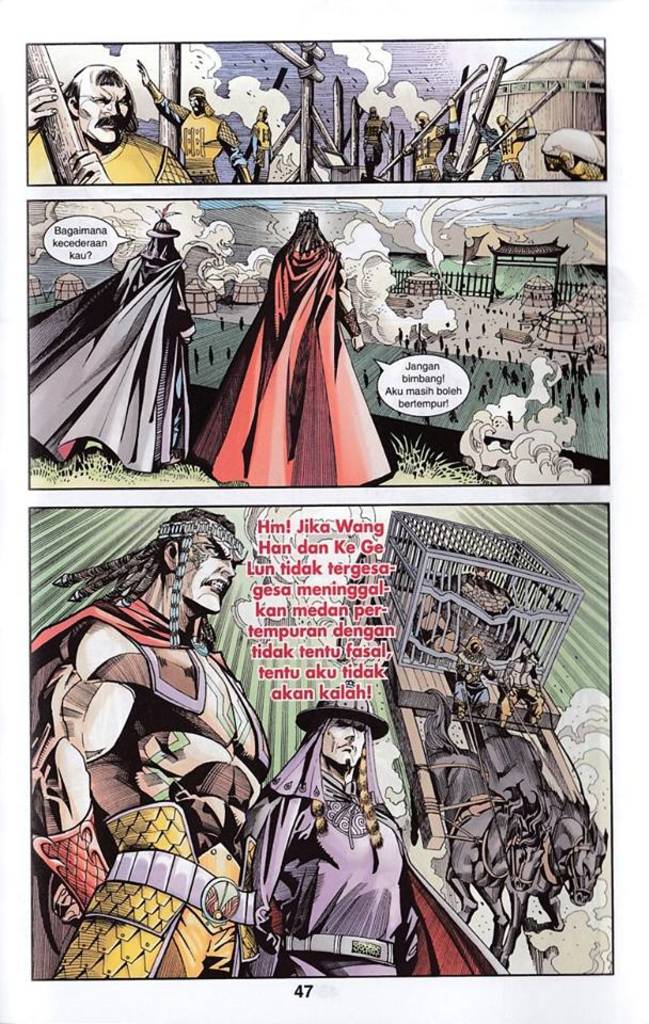 Bagaimana
kecederaan
kau?
Jangan
bimbang!
Aku masih boleh
bertempur!
Hm! Jika Wang
Han dan Ke Ge
Lun tidak tergesa-
gesa meninggal-
kan medan per-
tempuran dengan
tidak tentu fasal,
tentu aku tidak
akan kalah!
47